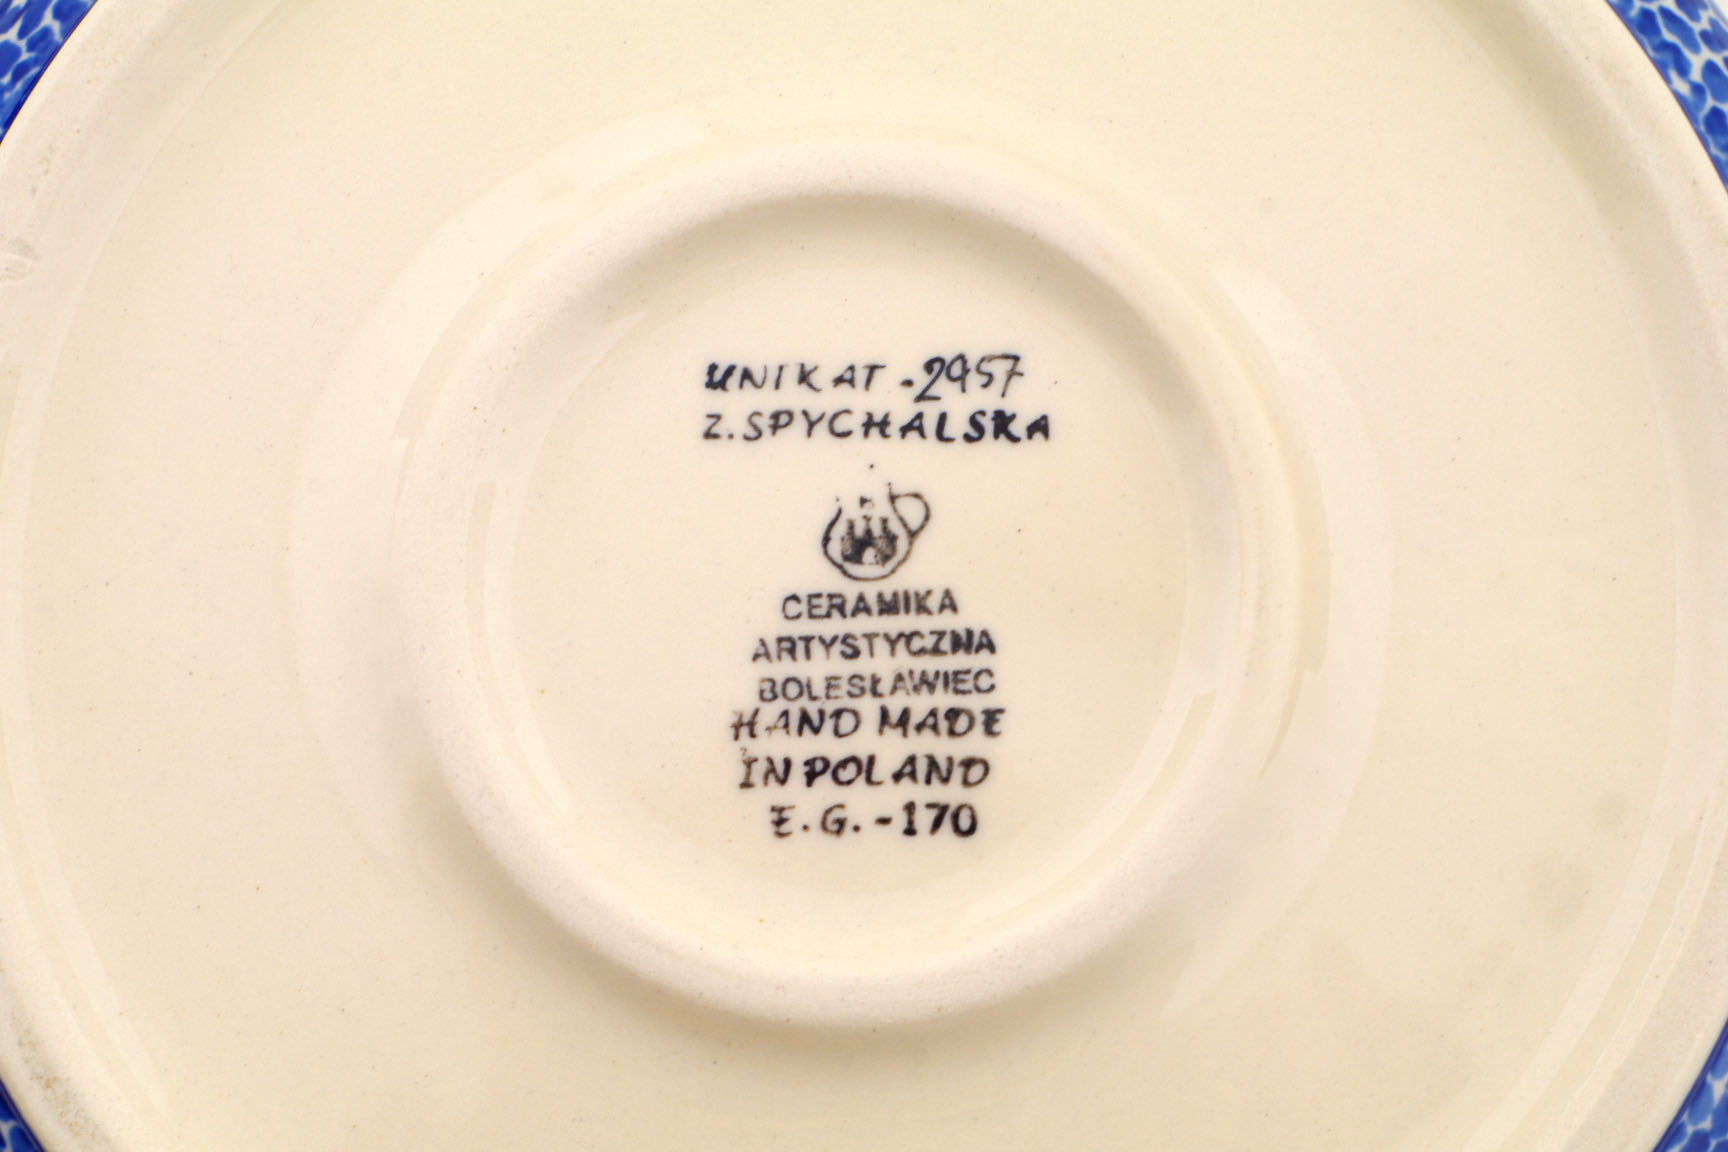 UNIKAT - 2957
Z. SPYCHALSKA
CERAMIKA
ARTYSTYCZNA
BOLESŁAWIEC
HAND MADE
IN POLAND
E.G. - 170